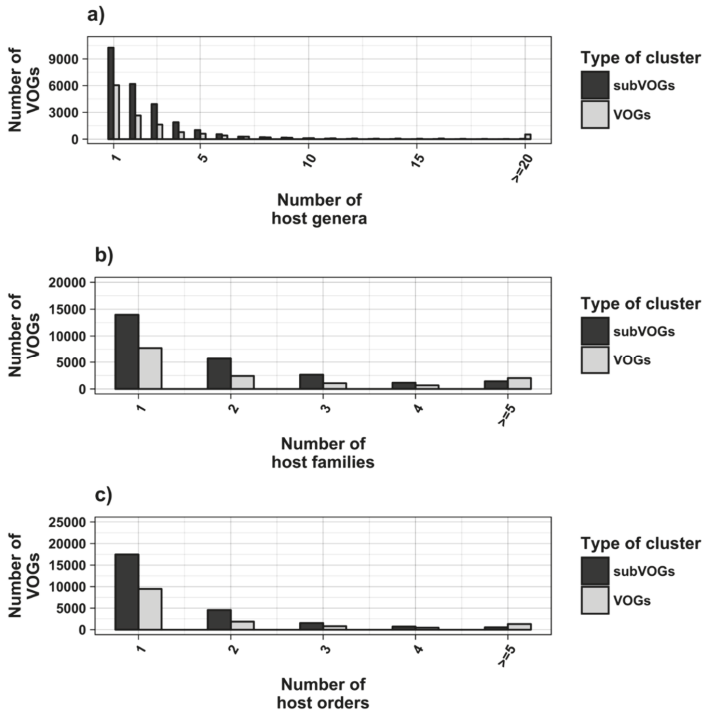 a)
Number of
VOGs
9000
6000
3000
0
1
5
10
15
>=20
Number of
host genera
Type of cluster
subVOGs
VOGs
b)
Number of
VOGs
20000
15000
10000
5000
0
1
2
3
4
>=5
Number of
host families
Type of cluster
subVOGs
VOGs
c)
Number of
VOGs
25000
20000
15000
10000
5000
0
1
2
3
4
>=5
Number of
host orders
Type of cluster
subVOGs
VOGs